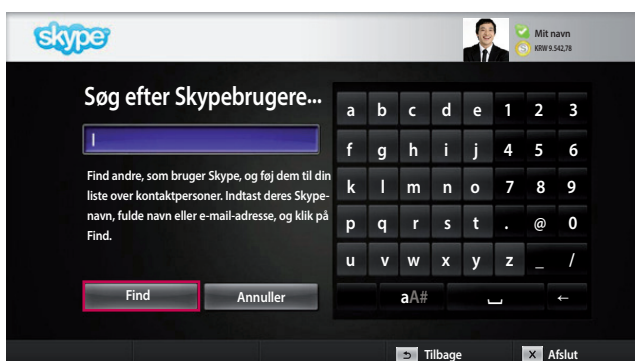 skype
Mit navn
S KRW 9.542,78
Søg efter Skypebrugere...
Find andre, som bruger Skype, og føj dem til din
liste over kontaktpersoner. Indtast deres Skype-
navn, fulde navn eller e-mail-adresse, og klik på
Find.
Find Annuller
a b c d e 1 2 3
f g h i j 4 5 6
k l m n o 7 8 9
p q r s t . @ 0
u v w x y z _ /
aA# ←
Tilbage X Afslut